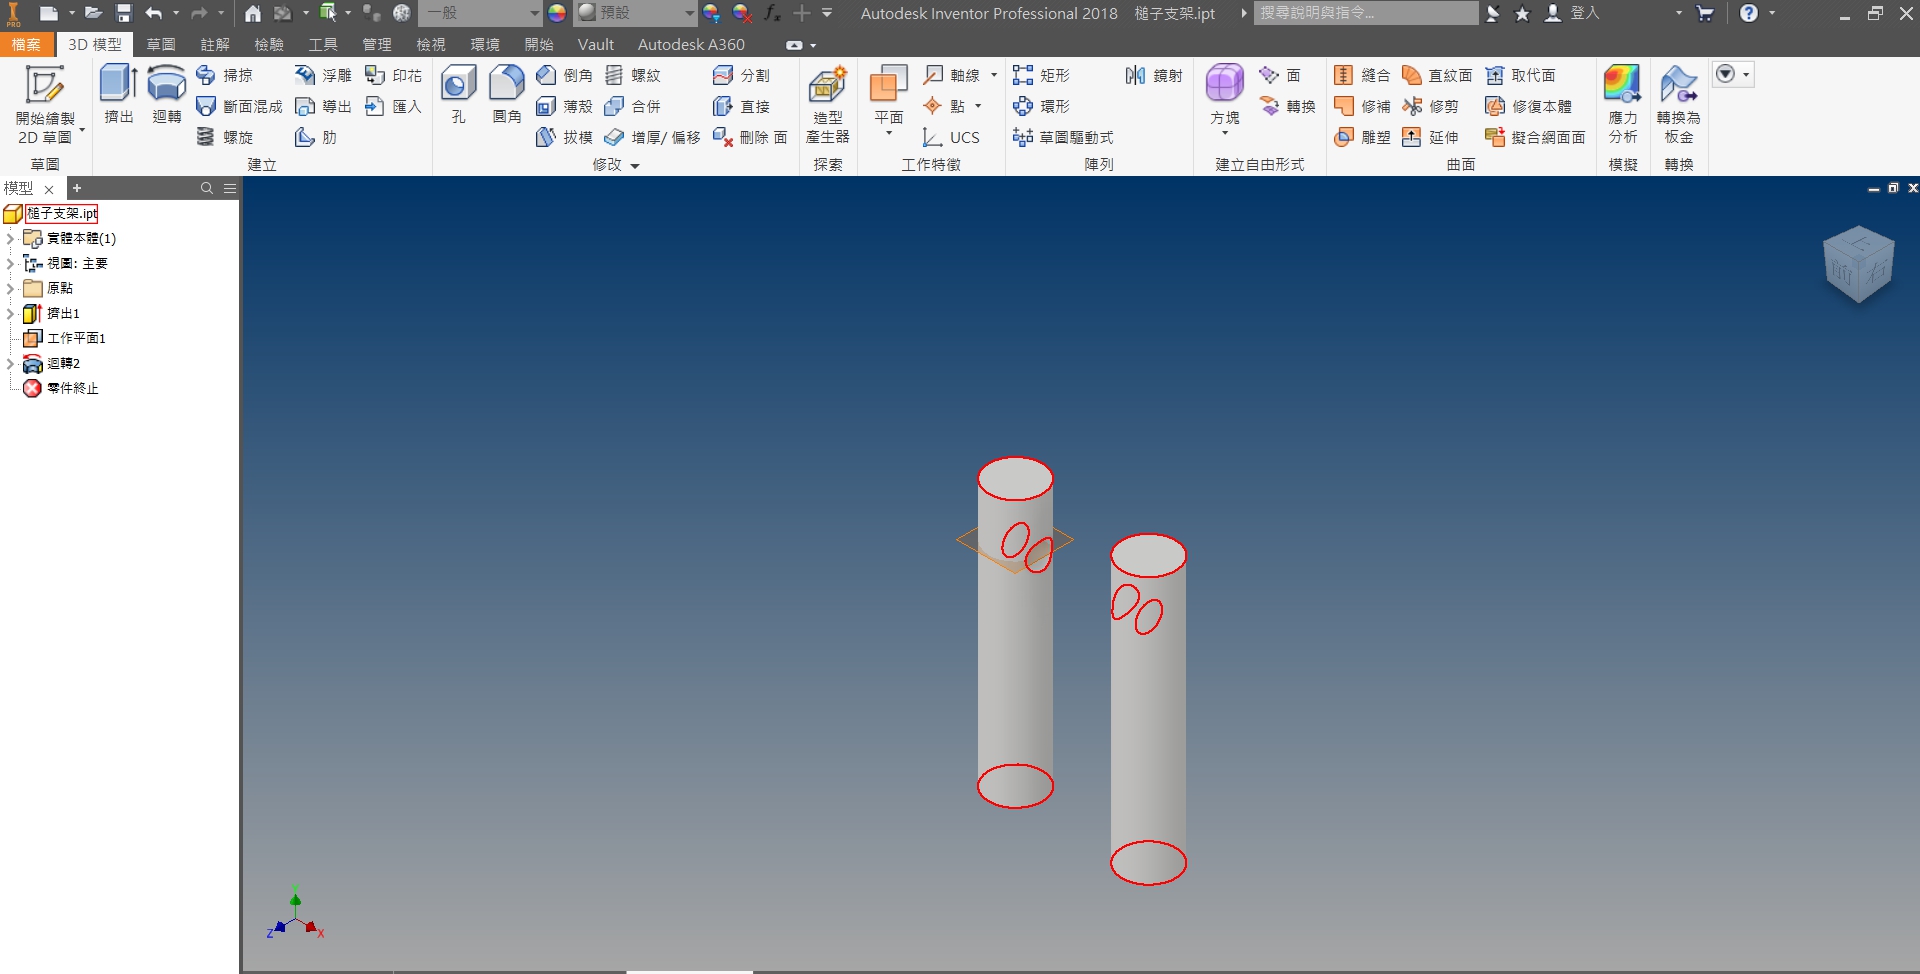 一般 預設 Autodesk Inventor Professional 2018 槌子支架.ipt 搜尋說明與指令... 登入
PRO
檔案 3D 模型 草圖 註解 檢驗 工具 管理 檢視 環境 開始 Vault Autodesk A360
開始繪製
2D 草圖
草圖
擠出 迴轉
掃掠 浮雕 印花
斷面混成 導出 匯入
螺旋 肋
建立
孔 圓角
倒角 螺紋 分割
薄殼 合併 直接
拔模 增厚/ 偏移 刪除 面
修改
造型
產生器
探索
平面
軸線
點
UCS
工作特徵
矩形 鏡射
環形
草圖驅動式
陣列
方塊
面
轉換
建立自由形式
縫合 直紋面 取代面
修補 修剪 修復本體
雕塑 延伸 擬合網面面
曲面
應力
分析
模擬
轉換為
板金
轉換
模型
槌子支架.ipt
實體本體(1)
視圖: 主要
原點
擠出1
工作平面1
迴轉2
零件終止
上
前 右
Z X